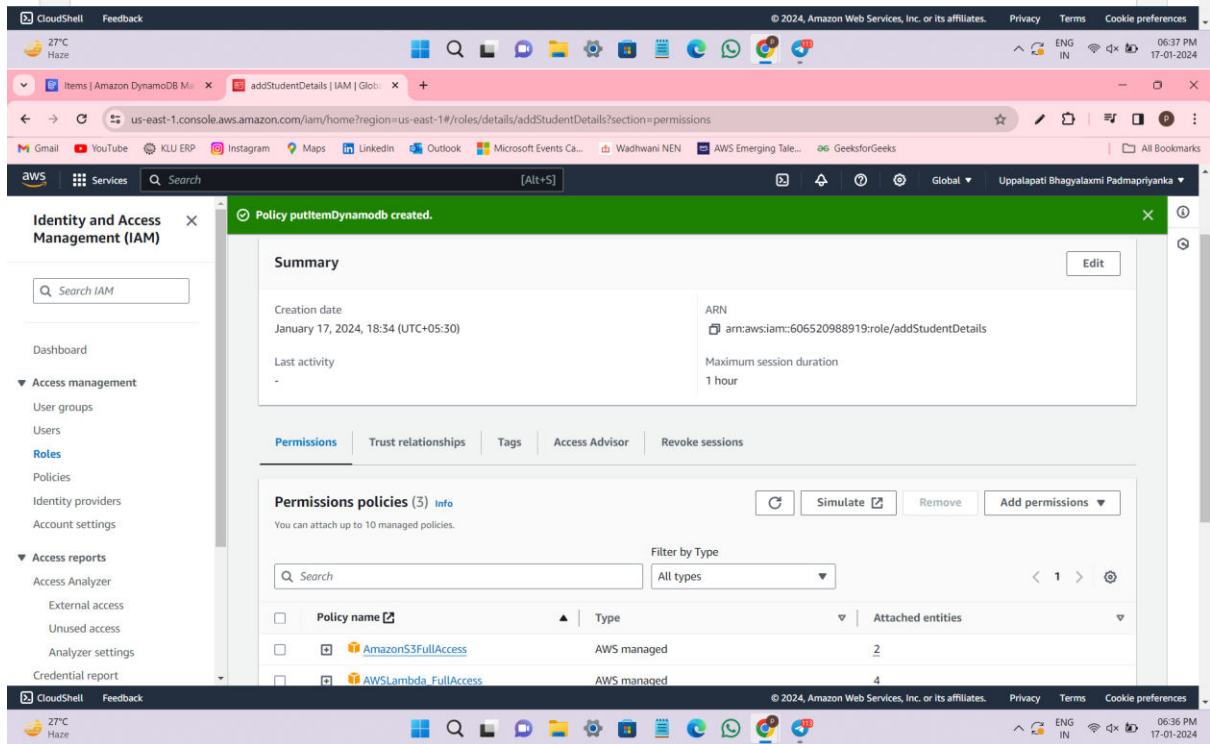 CloudShell Feedback © 2024, Amazon Web Services, Inc. or its affiliates. Privacy Terms Cookie preferences
27°C
Haze
ENG
IN
06:37 PM
17-01-2024
Items | Amazon DynamoDB Ma addStudentDetails | IAM | Glob
us-east-1.console.aws.amazon.com/iam/home?region=us-east-1#/roles/details/addStudentDetails?section=permissions
Gmail YouTube KLU ERP Instagram Maps Linkedin Outlook Microsoft Events Ca... Wadhwani NEN AWS Emerging Tale... GeeksforGeeks All Bookmarks
aws Services Search [Alt+S] Global Uppalapati Bhagyalaxmi Padmapriyanka
Identity and Access
Management (IAM)
Search IAM
Dashboard
Access management
User groups
Users
Roles
Policies
Identity providers
Account settings
Access reports
Access Analyzer
External access
Unused access
Analyzer settings
Credential report
Policy putItemDynamodb created.
Summary Edit
Creation date
January 17, 2024, 18:34 (UTC+05:30)
ARN
arn:aws:iam::606520988919:role/addStudentDetails
Last activity
-
Maximum session duration
1 hour
Permissions Trust relationships Tags Access Advisor Revoke sessions
Permissions policies (3) Info Simulate Remove Add permissions
You can attach up to 10 managed policies.
Filter by Type
Search All types 1
Policy name Type Attached entities
AmazonS3FullAccess AWS managed 2
AWSLambda_FullAccess AWS managed 4
CloudShell Feedback © 2024, Amazon Web Services, Inc. or its affiliates. Privacy Terms Cookie preferences
27°C
Haze
ENG
IN
06:36 PM
17-01-2024